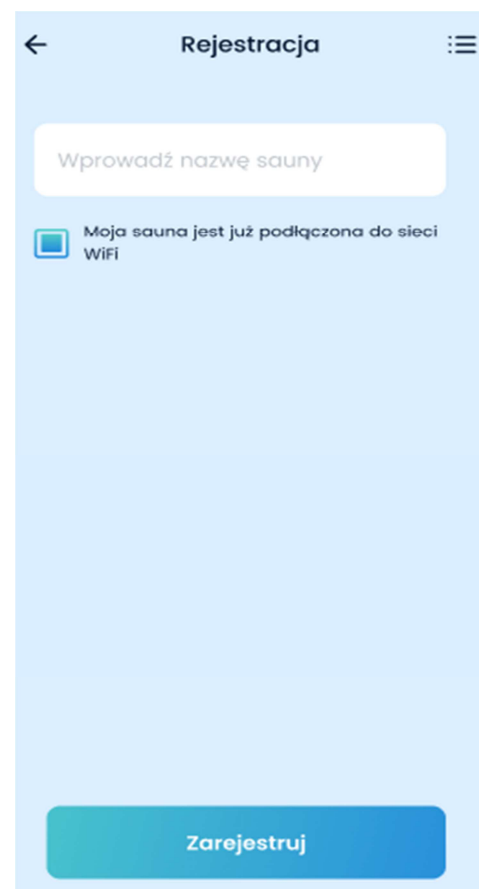 Rejestracja
Wprowadź nazwę sauny
Moja sauna jest już podłączona do sieci
WiFi
Zarejestruj